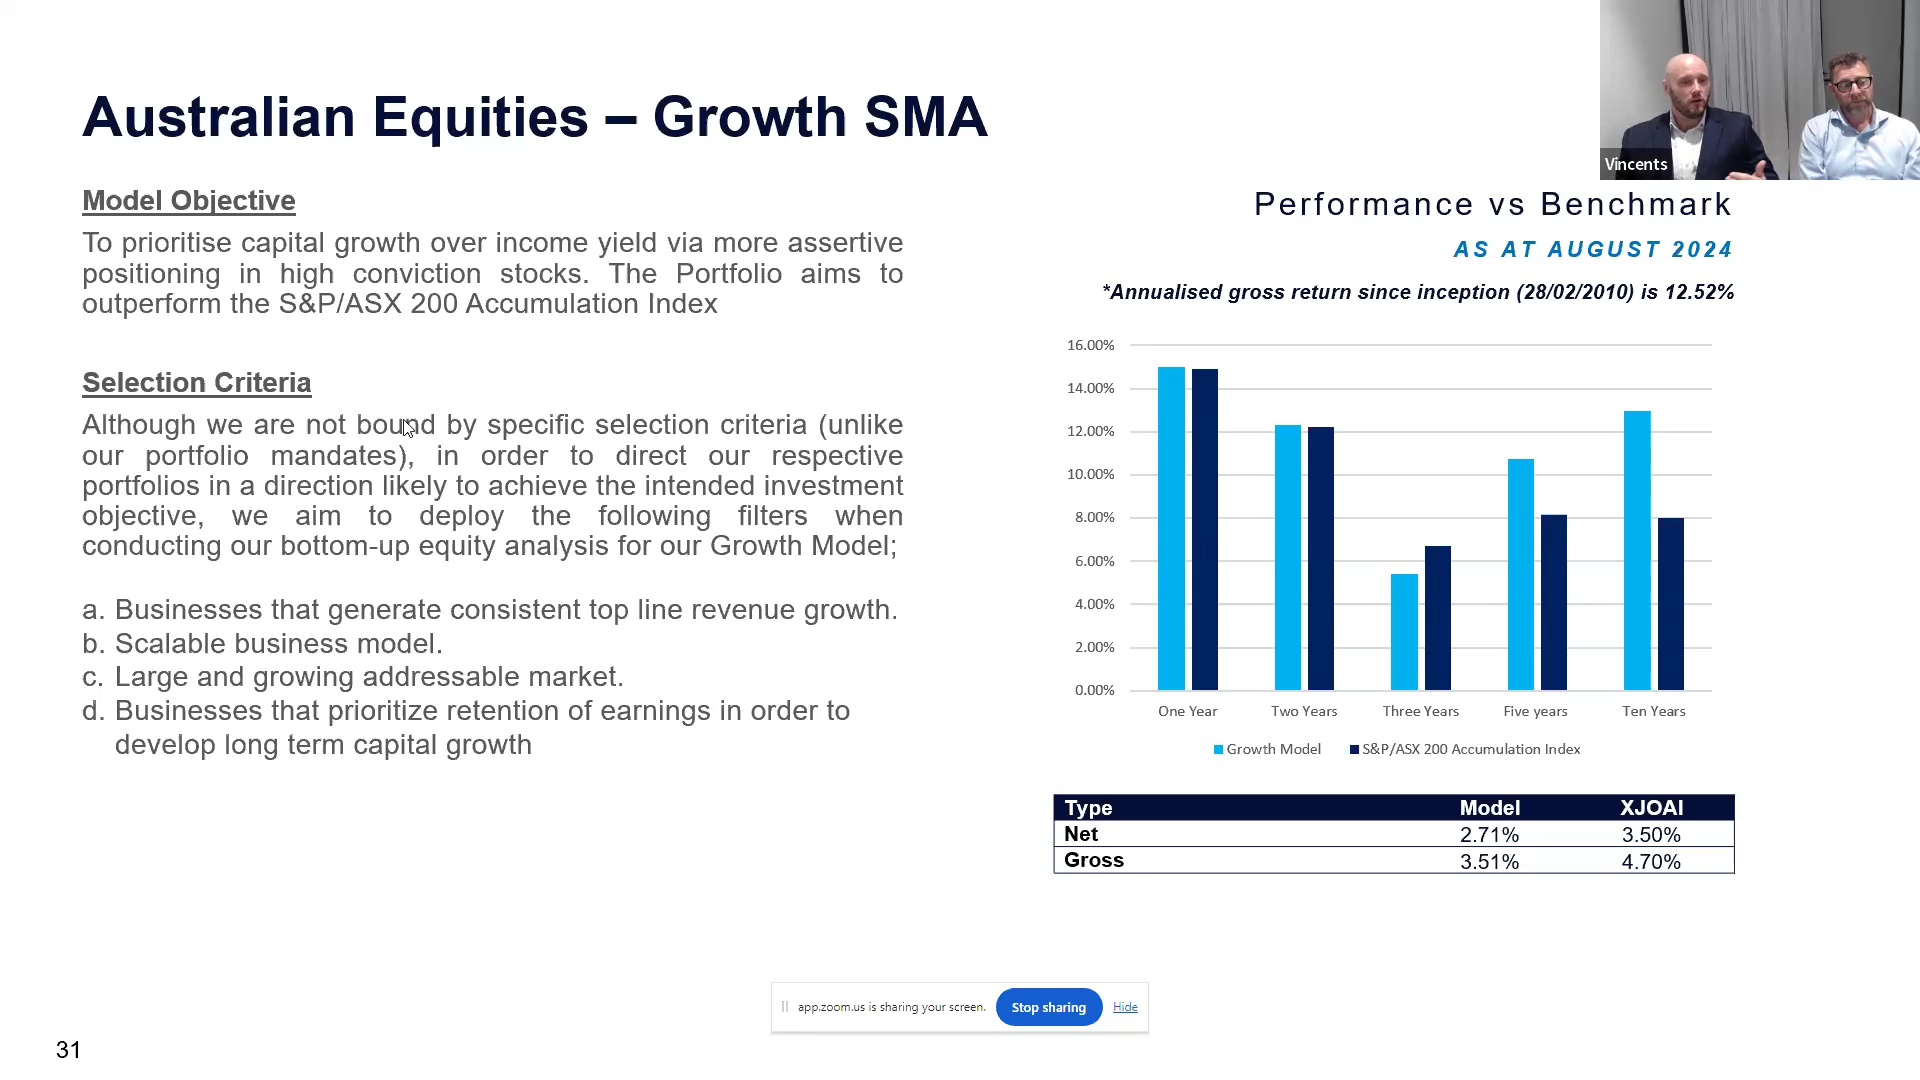 Australian Equities – Growth SMA
Vincents
Model Objective
To prioritise capital growth over income yield via more assertive
positioning in high conviction stocks. The Portfolio aims to
outperform the S&P/ASX 200 Accumulation Index
Selection Criteria
Although we are not bound by specific selection criteria (unlike
our portfolio mandates), in order to direct our respective
portfolios in a direction likely to achieve the intended investment
objective, we aim to deploy the following filters when
conducting our bottom-up equity analysis for our Growth Model;
a. Businesses that generate consistent top line revenue growth.
b. Scalable business model.
c. Large and growing addressable market.
d. Businesses that prioritize retention of earnings in order to
develop long term capital growth
Performance vs Benchmark
AS AT AUGUST 2024
*Annualised gross return since inception (28/02/2010) is 12.52%
16.00%
14.00%
12.00%
10.00%
8.00%
6.00%
4.00%
2.00%
0.00%
One Year Two Years Three Years Five years Ten Years
Growth Model S&P/ASX 200 Accumulation Index
Type Model XJOAI
Net 2.71% 3.50%
Gross 3.51% 4.70%
app.zoom.us is sharing your screen. Stop sharing Hide
31